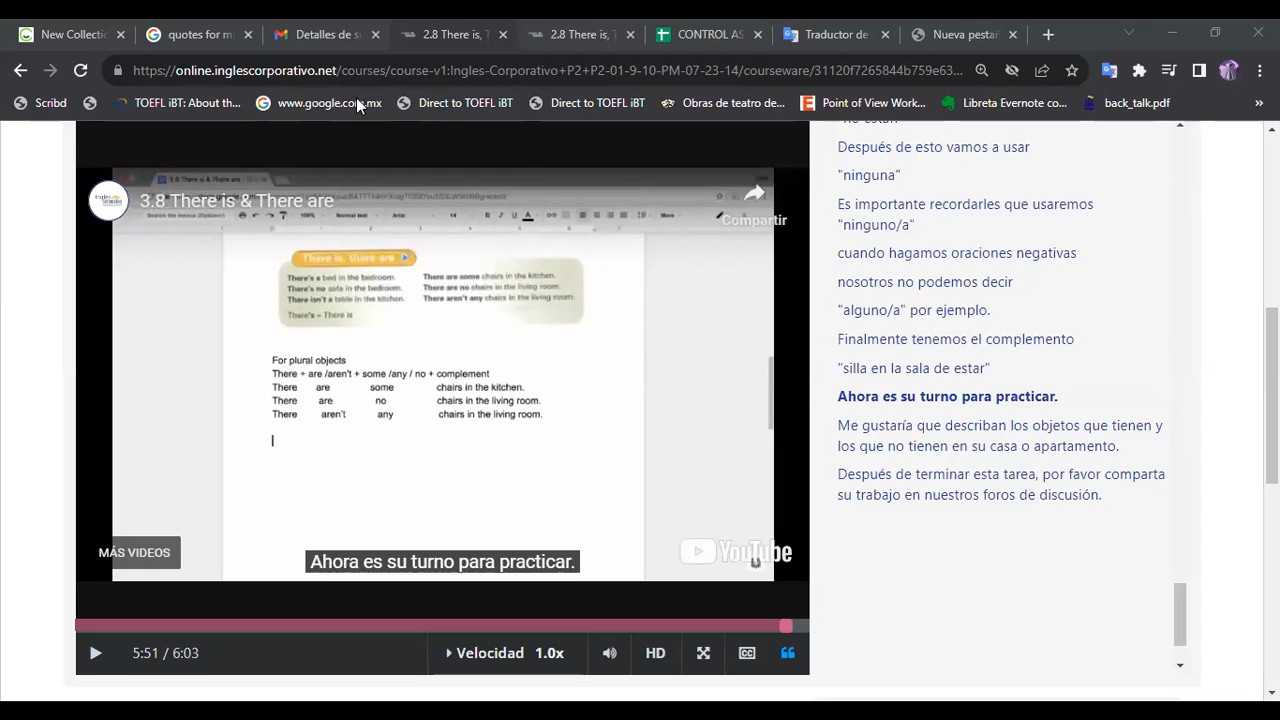 New Collecti
quotes for m
Detalles de s
2.8 There is,
2.8 There is,
CONTROL AS
Traductor de
Nueva pestañ
https://online.inglescorporativo.net/courses/course-v1:Ingles-Corporativo+P2+P2-01-9-10-PM-07-23-14/courseware/31120f7265844b759e63...
Scribd
TOEFL iBT: About th...
www.google.com.mx
Direct to TOEFL iBT
Direct to TOEFL iBT
Obras de teatro de...
Point of View Work...
Libreta Evernote co...
back_talk.pdf
»
3.8 There is & There are
3.8 There is & There are
Compartir
There is, there are
There's a bed in the bedroom.
There's no sofa in the bedroom.
There isn't a table in the kitchen.
There's = There is
There are some chairs in the kitchen.
There are no chairs in the living room.
There aren't any chairs in the living room.
For plural objects
There + are /aren't + some /any / no + complement
There are some chairs in the kitchen.
There are no chairs in the living room.
There aren't any chairs in the living room.
MÁS VIDEOS
Ahora es su turno para practicar.
YouTube
5:51 / 6:03
Velocidad 1.0x
HD
CC
"no están"
Después de esto vamos a usar
"ninguna"
Es importante recordarles que usaremos
"ninguno/a"
cuando hagamos oraciones negativas
nosotros no podemos decir
"alguno/a" por ejemplo.
Finalmente tenemos el complemento
"silla en la sala de estar"
Ahora es su turno para practicar.
Me gustaría que describan los objetos que tienen y
los que no tienen en su casa o apartamento.
Después de terminar esta tarea, por favor comparta
su trabajo en nuestros foros de discusión.